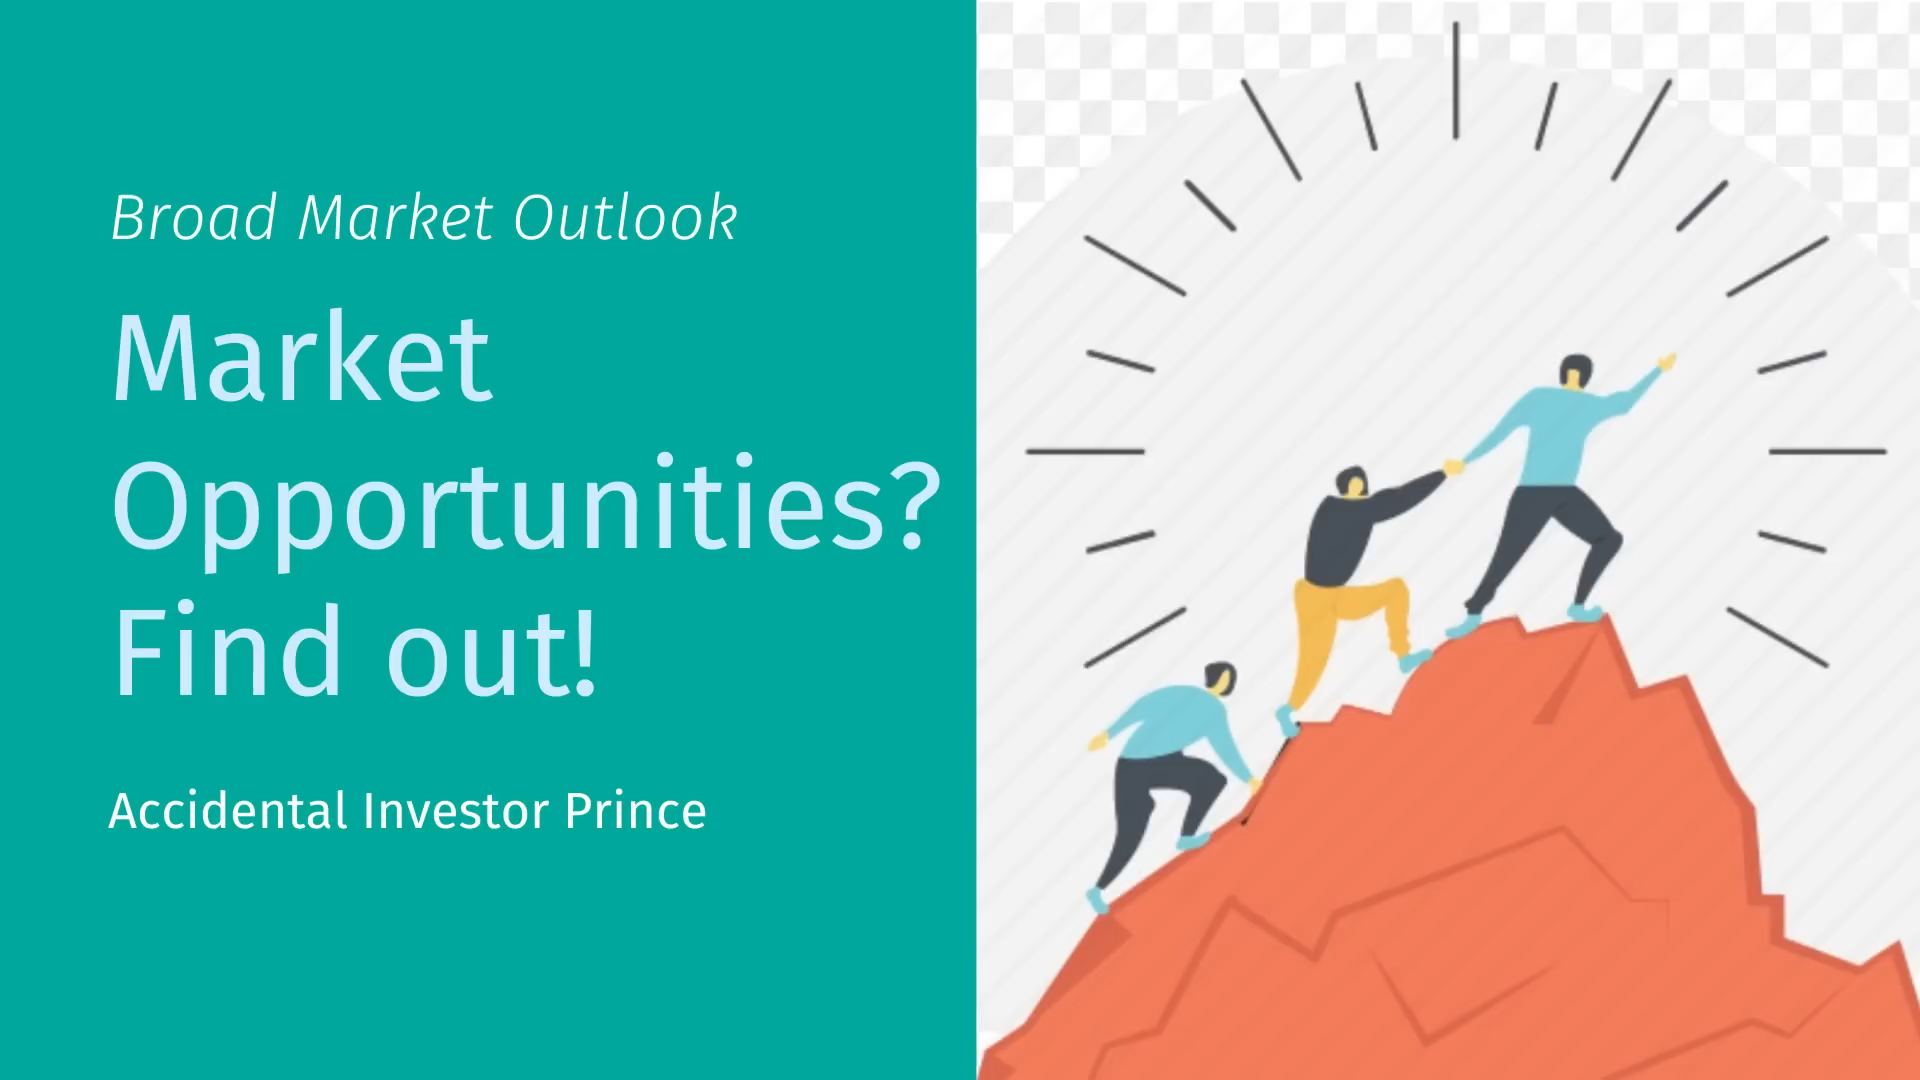 Broad Market Outlook
Market
Opportunities?
Find out!
Accidental Investor Prince